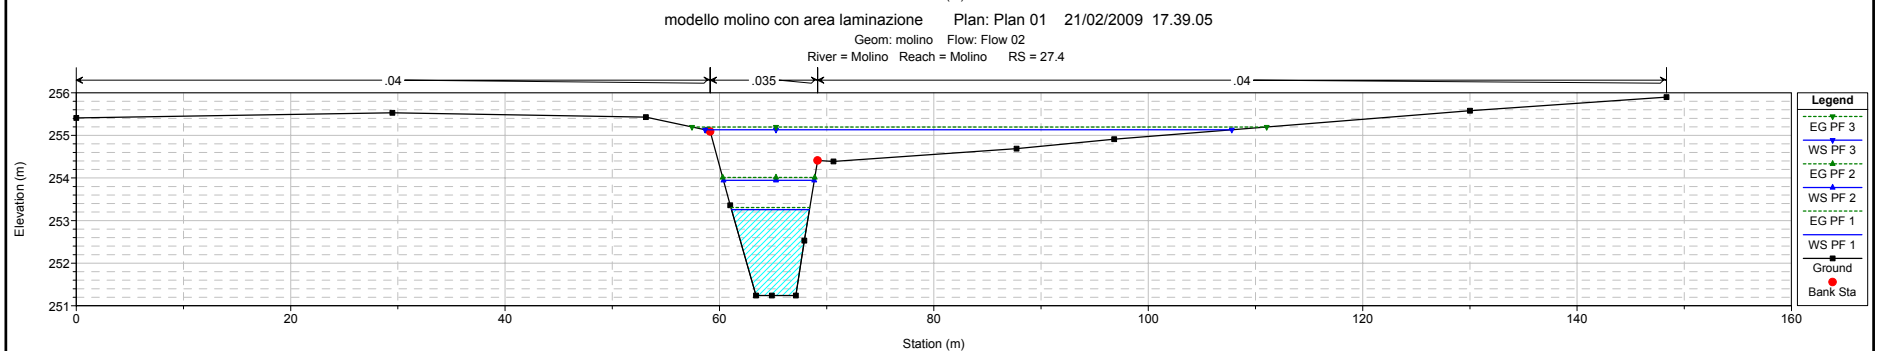 modello molino con area laminazione Plan: Plan 01 21/02/2009 17.39.05
Geom: molino Flow: Flow 02
River = Molino Reach = Molino RS = 27.4
.04 .035 .04
256
255
254
253
252
251
Elevation (m)
0 20 40 60 80 100 120 140 160
Station (m)
Legend
EG PF 3
WS PF 3
EG PF 2
WS PF 2
EG PF 1
WS PF 1
Ground
Bank Sta